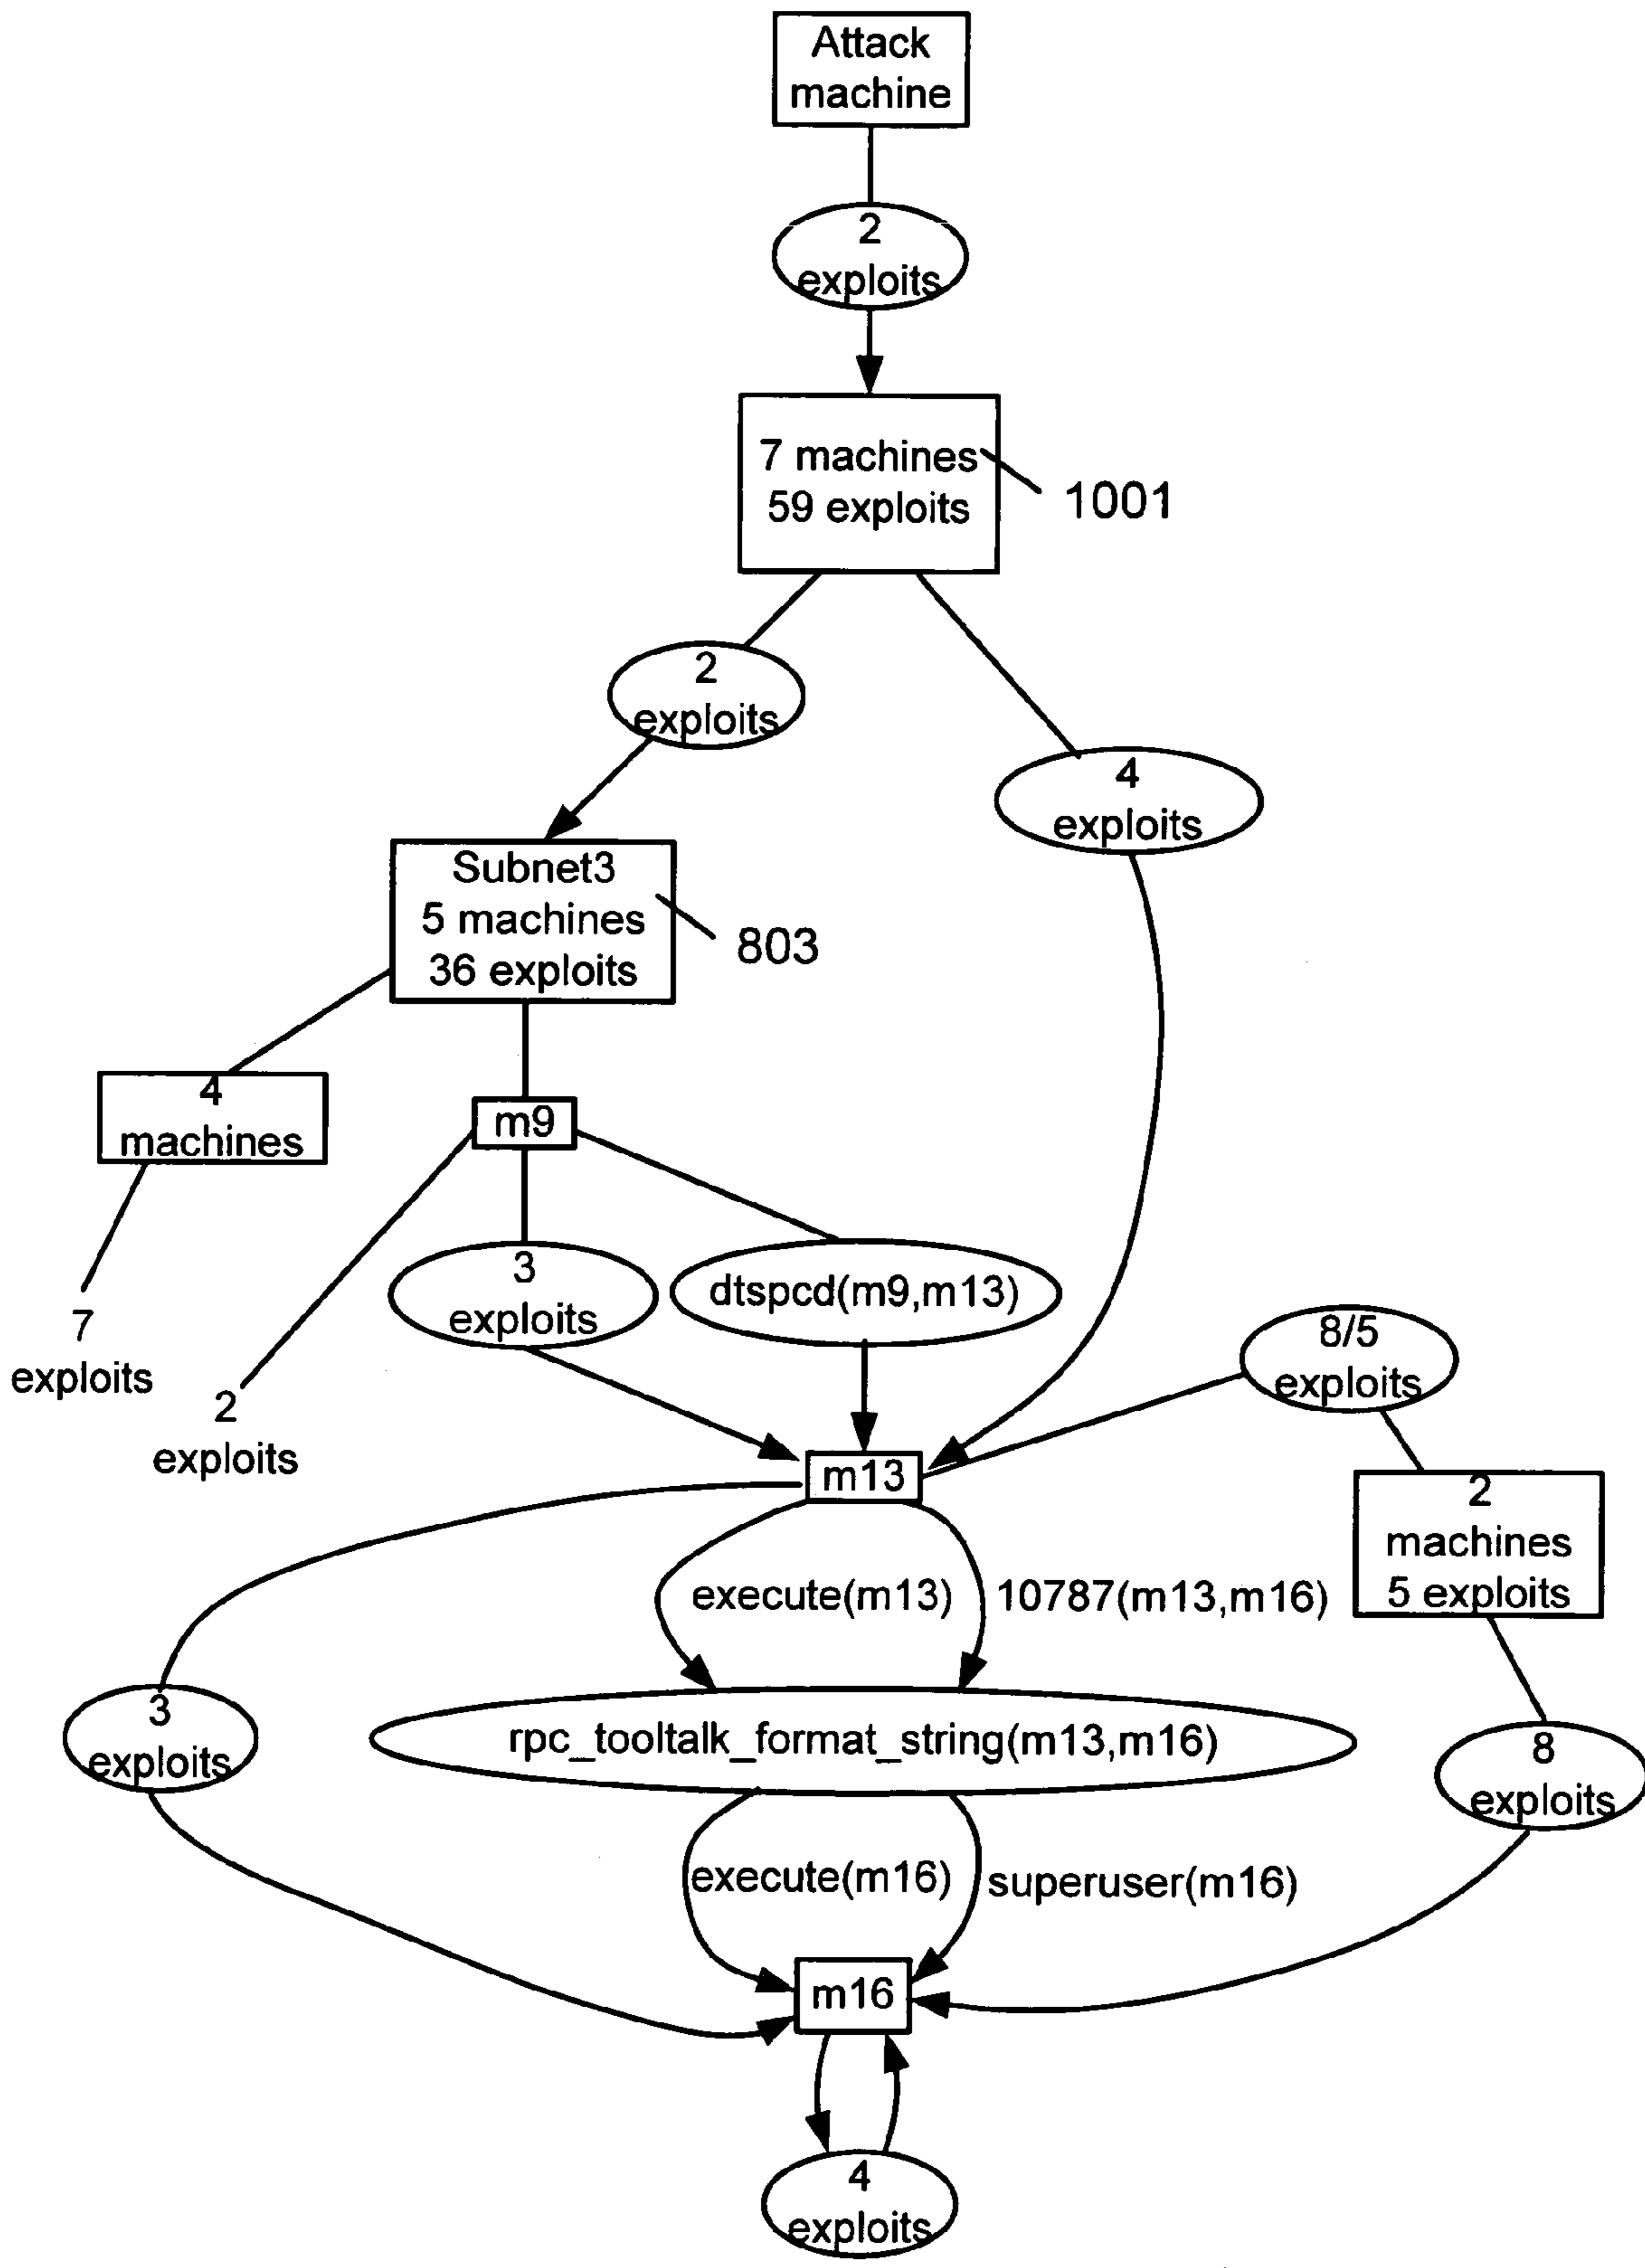 Attack
machine
2
exploits
7 machines
59 exploits
1001
2
exploits
4
exploits
Subnet3
5 machines
36 exploits
803
4
machines
m9
7
exploits
2
exploits
3
exploits
dtspcd(m9,m13)
8/5
exploits
m13
2
machines
5 exploits
execute(m13)
10787(m13,m16)
3
exploits
rpc_tooltalk_format_string(m13,m16)
8
exploits
execute(m16)
superuser(m16)
m16
4
exploits